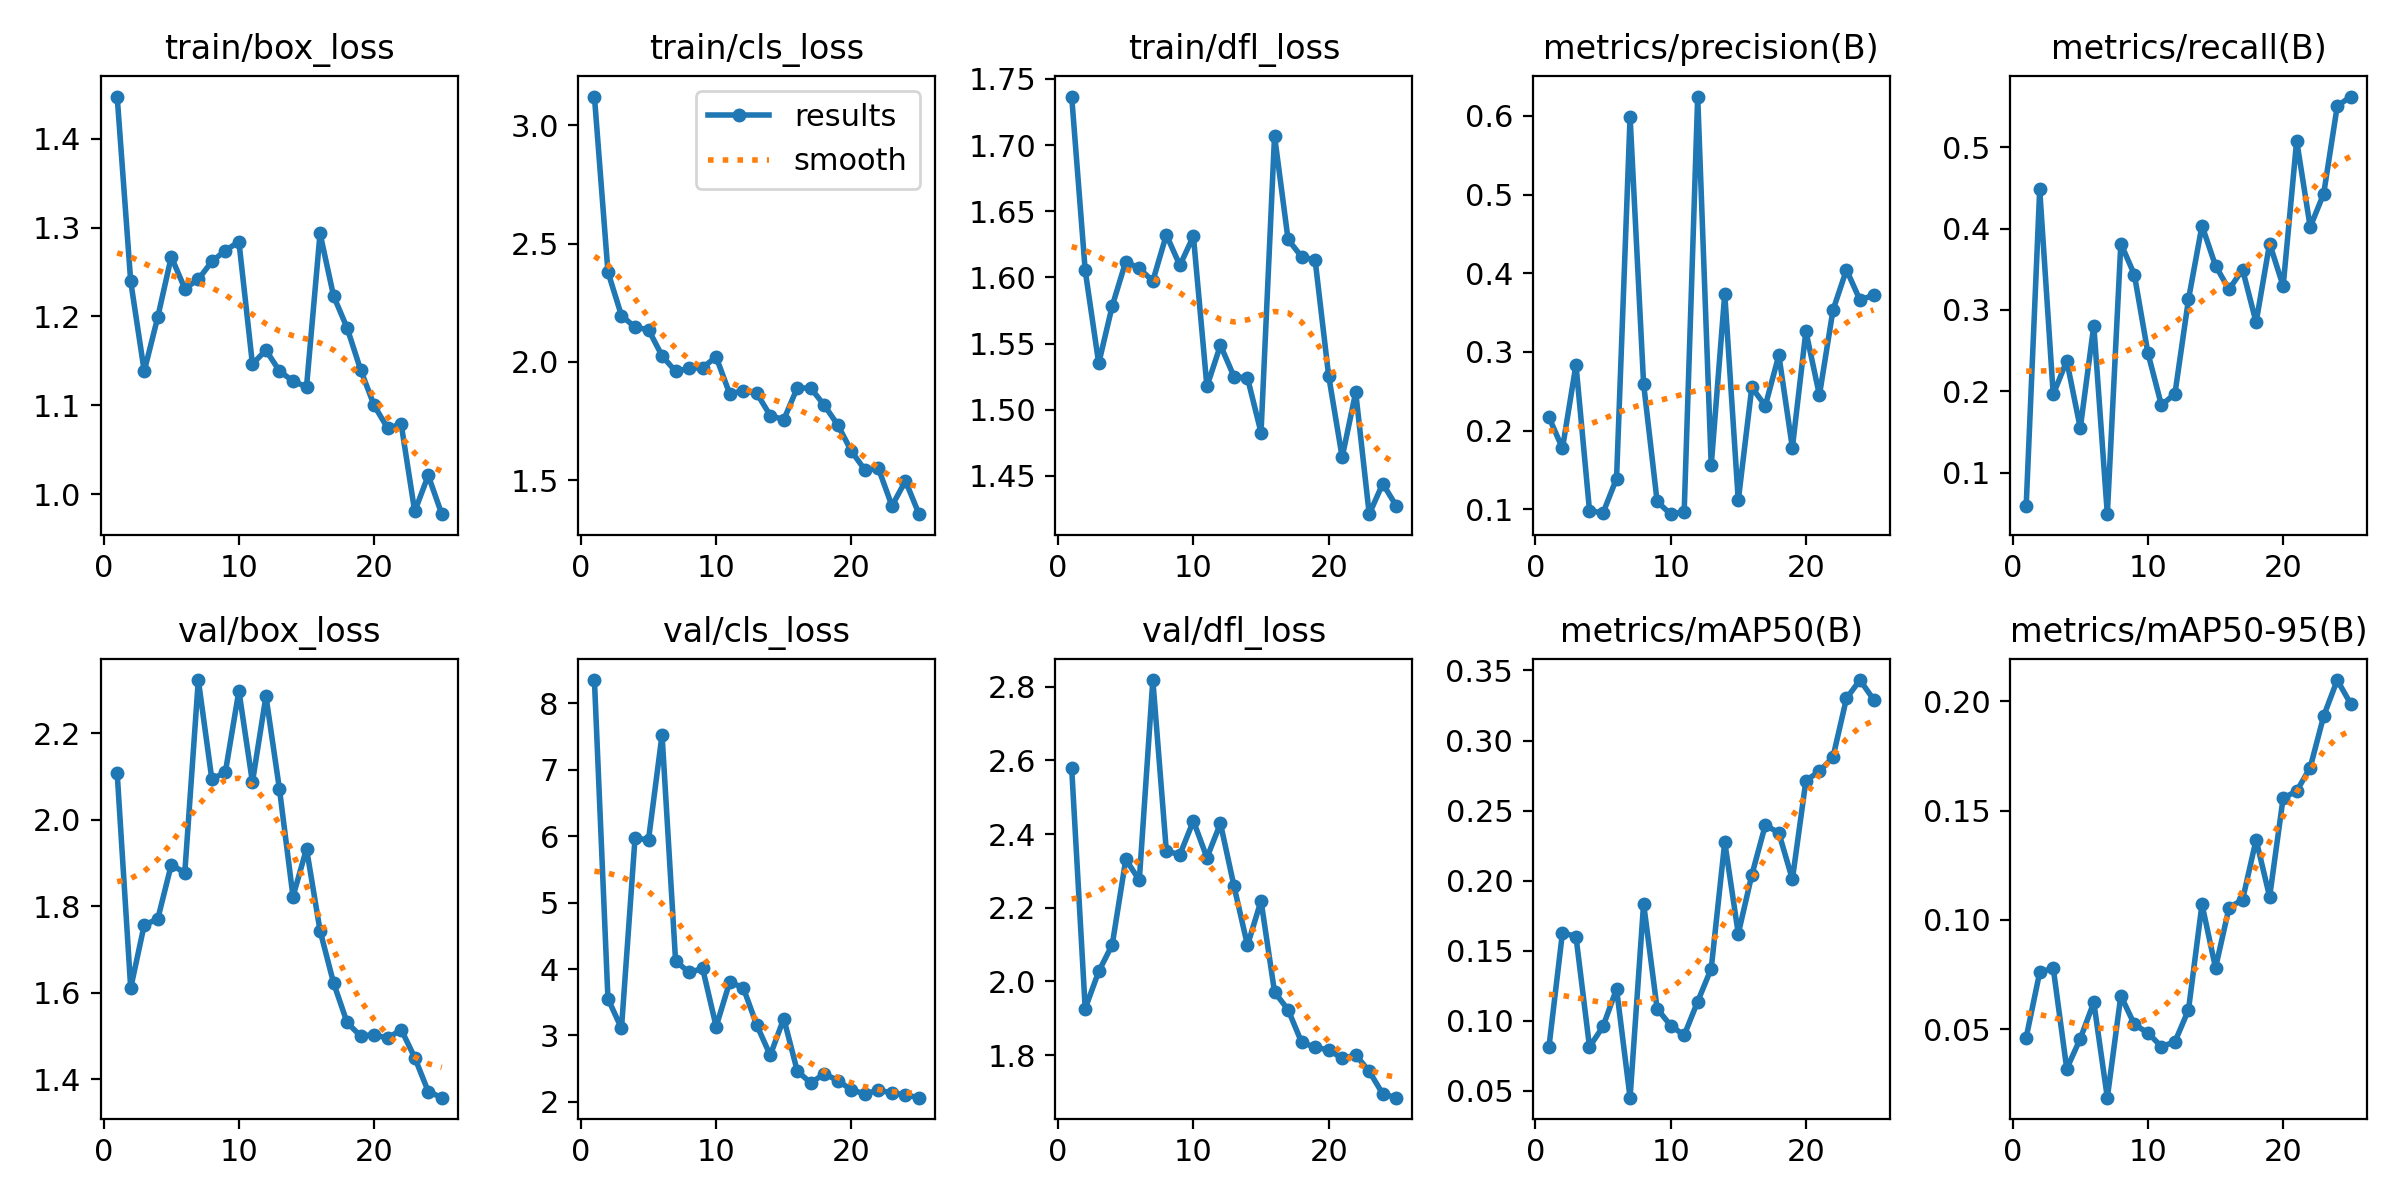 train/box_loss
train/cls_loss
train/dfl_loss
metrics/precision(B)
metrics/recall(B)
1.4
1.3
1.2
1.1
1.0
0 10 20
results
smooth
3.0
2.5
2.0
1.5
0 10 20
1.75
1.70
1.65
1.60
1.55
1.50
1.45
0 10 20
0.6
0.5
0.4
0.3
0.2
0.1
0 10 20
0.5
0.4
0.3
0.2
0.1
0 10 20
val/box_loss
val/cls_loss
val/dfl_loss
metrics/mAP50(B)
metrics/mAP50-95(B)
2.2
2.0
1.8
1.6
1.4
0 10 20
8
7
6
5
4
3
2
0 10 20
2.8
2.6
2.4
2.2
2.0
1.8
0 10 20
0.35
0.30
0.25
0.20
0.15
0.10
0.05
0 10 20
0.20
0.15
0.10
0.05
0 10 20